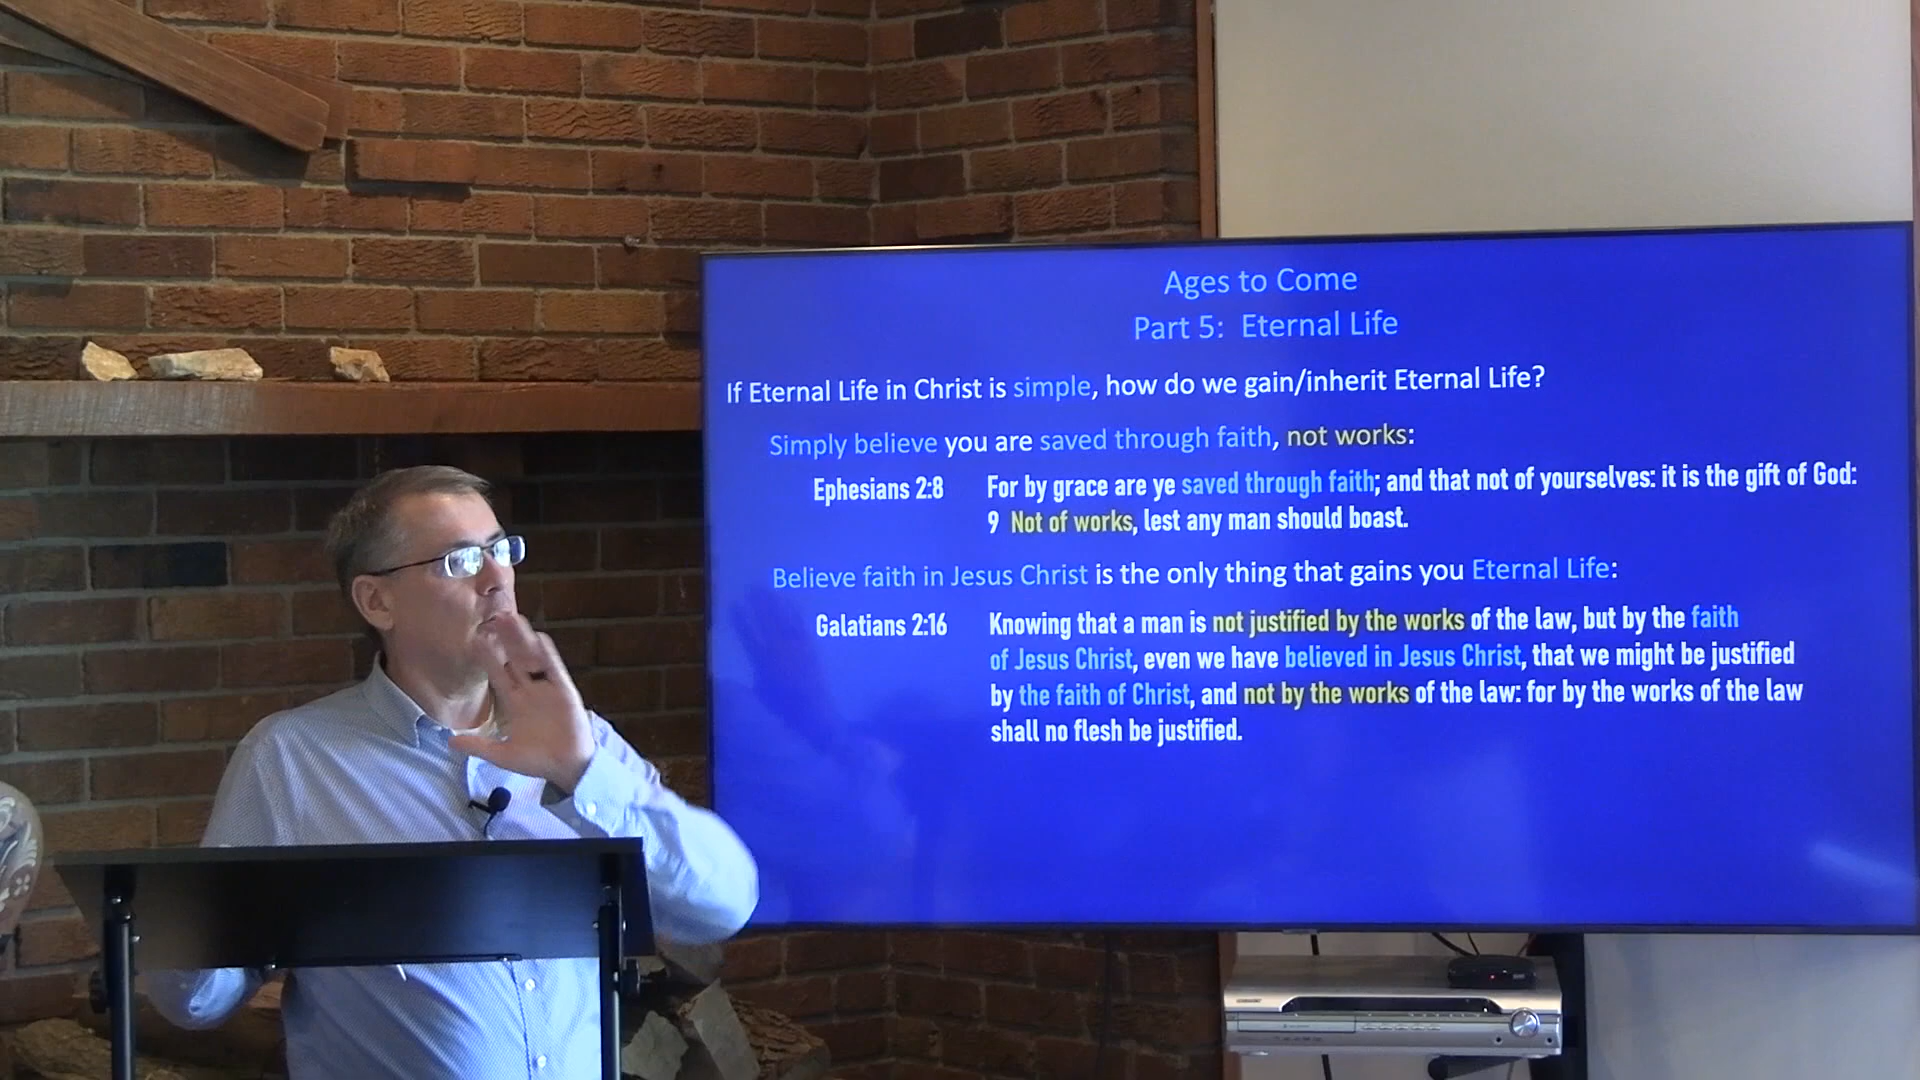 Ages to Come
Part 5: Eternal Life
If Eternal Life in Christ is simple, how do we gain/inherit Eternal Life?
Simply believe you are saved through faith, not works:
Ephesians 2:8 For by grace are ye saved through faith; and that not of yourselves: it is the gift of God:
9 Not of works, lest any man should boast.
Believe faith in Jesus Christ is the only thing that gains you Eternal Life:
Galatians 2:16 Knowing that a man is not justified by the works of the law, but by the faith
of Jesus Christ, even we have believed in Jesus Christ, that we might be justified
by the faith of Christ, and not by the works of the law: for by the works of the law
shall no flesh be justified.